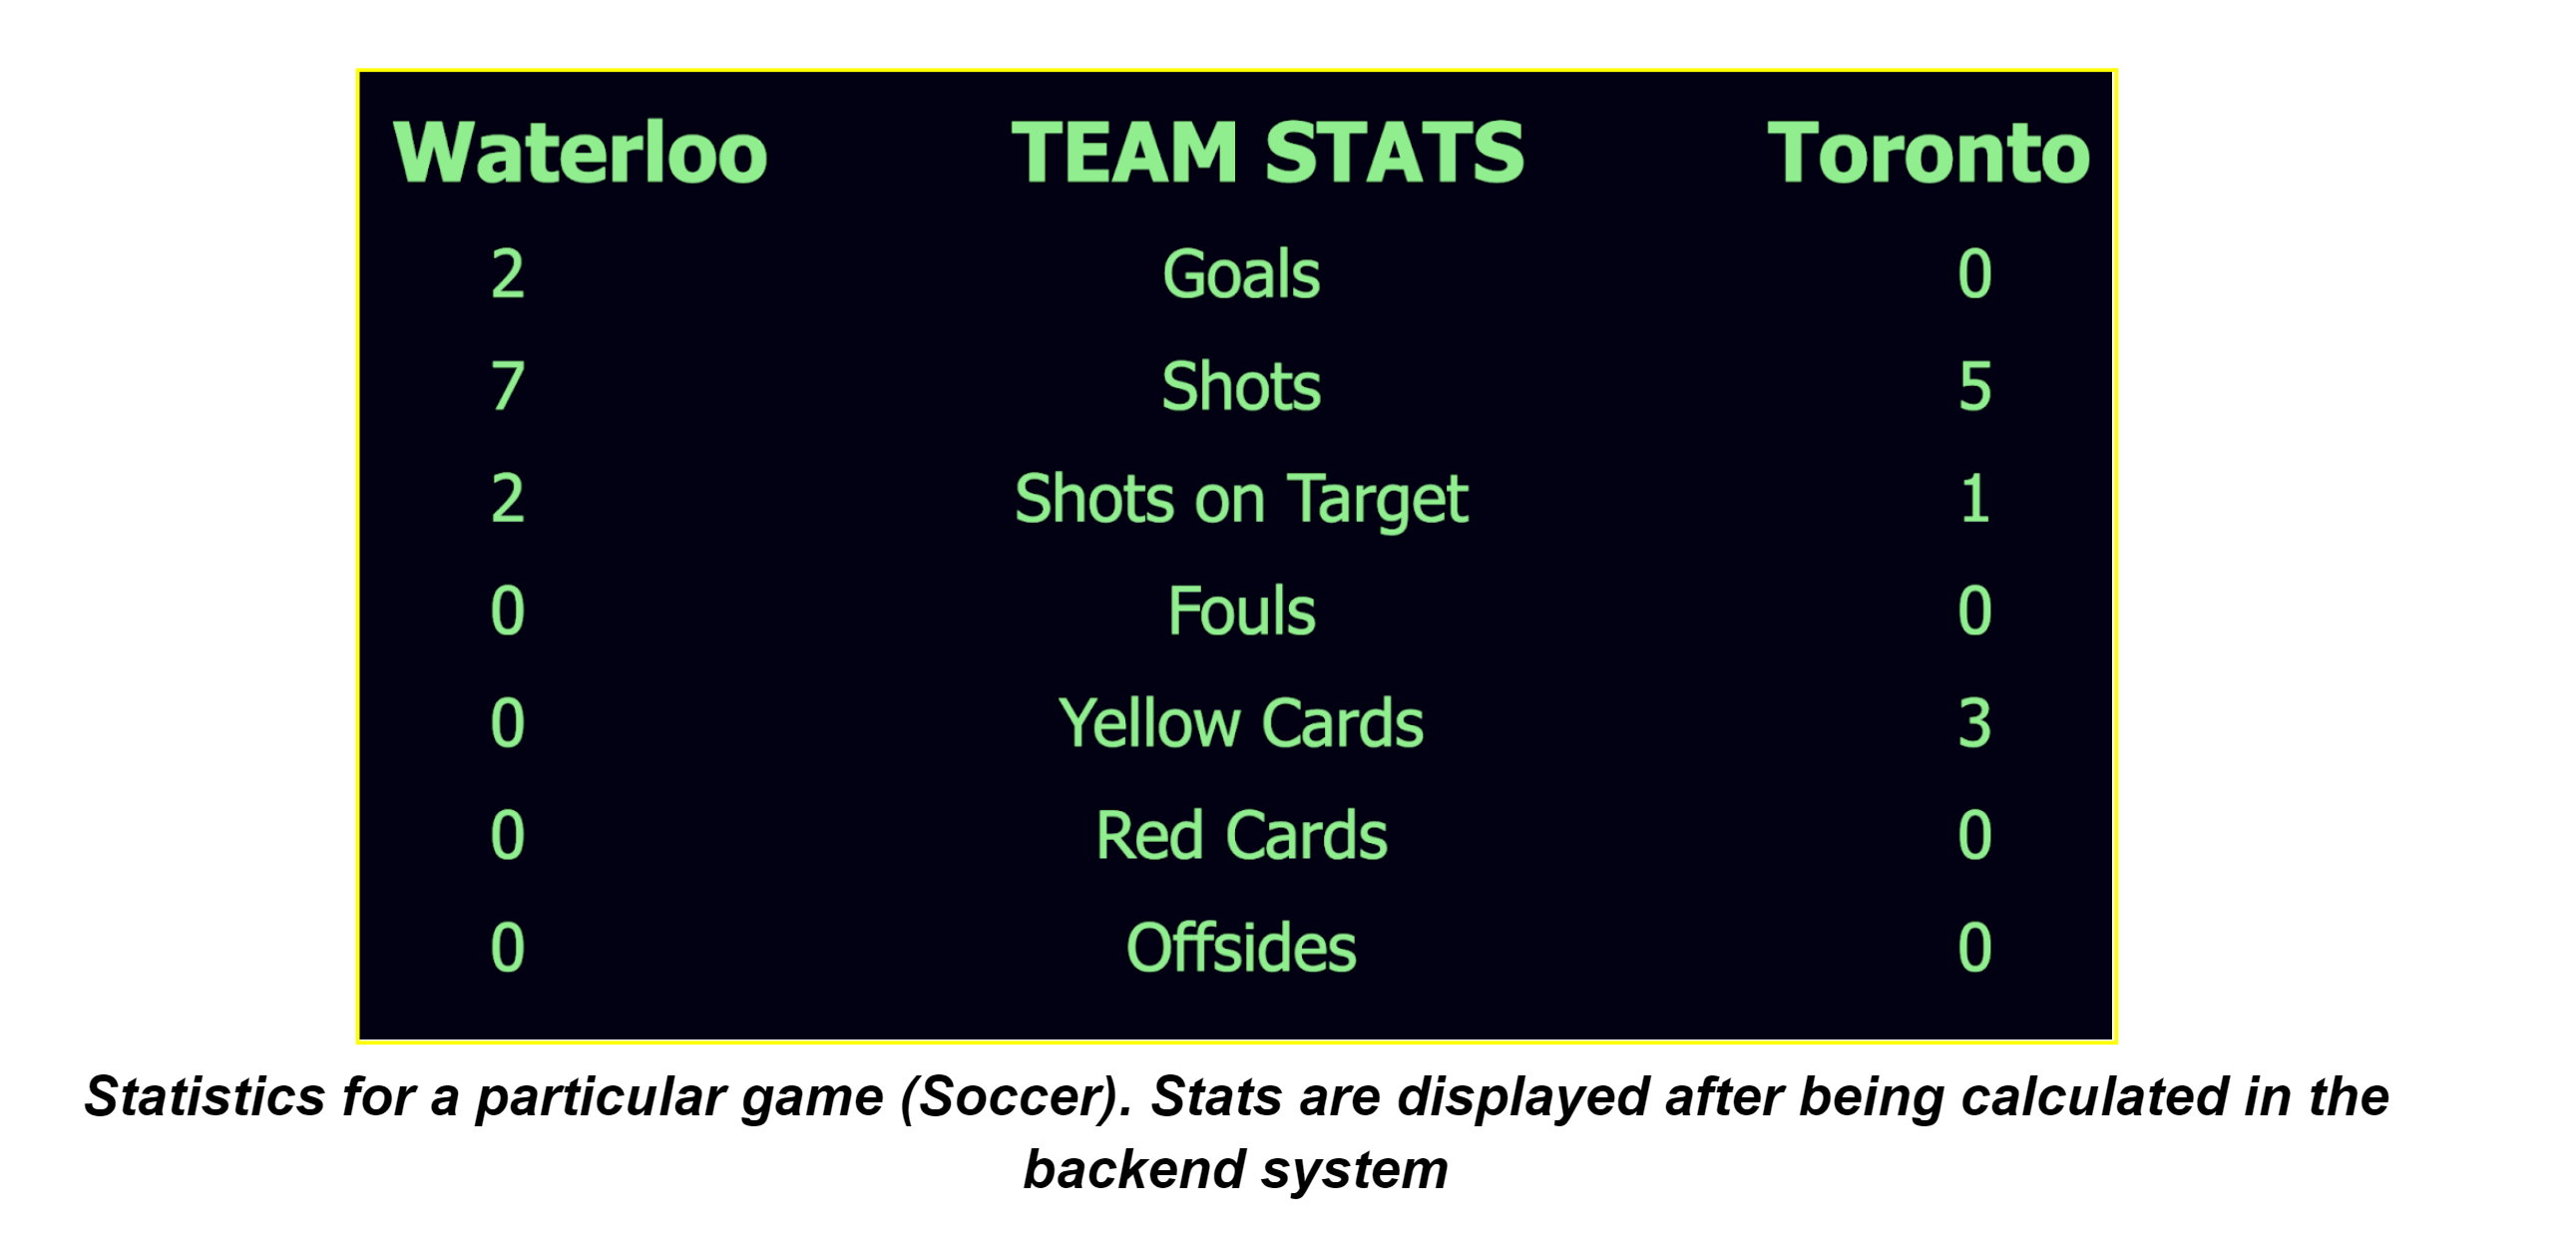 Waterloo TEAM STATS Toronto
2 Goals 0
7 Shots 5
2 Shots on Target 1
0 Fouls 0
0 Yellow Cards 3
0 Red Cards 0
0 Offsides 0
Statistics for a particular game (Soccer). Stats are displayed after being calculated in the
backend system